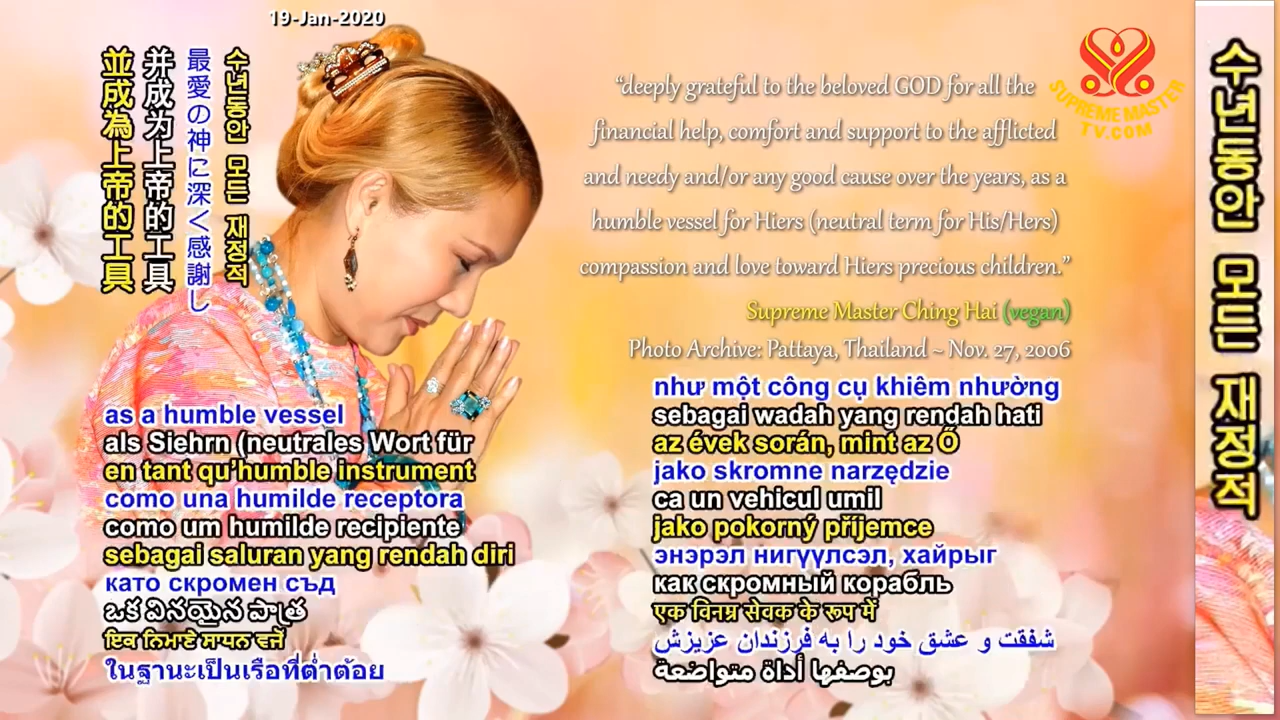 19-Jan-2020
“deeply grateful to the beloved GOD for all the
financial help, comfort and support to the afflicted
and needy and/or any good cause over the years, as a
humble vessel for Hiers (neutral term for His/Hers)
compassion and love toward Hiers precious children.”
Supreme Master Ching Hai (vegan)
Photo Archive: Pattaya, Thailand ~ Nov. 27, 2006
SUPREME MASTER
TV.COM
수년동안 모든 재정적
最愛の神に深く感謝し
并成为上帝的工具
並成為上帝的工具
as a humble vessel
als Siehrn (neutrales Wort für
en tant qu’humble instrument
como una humilde receptora
como um humilde recipiente
sebagai saluran yang rendah diri
като скромен съд
ఒక వినయమైన పాత్ర
ਇਕ ਨਿਮਾਣੇ ਸਾਧਨ ਵਜੋਂ
ในฐานะเป็นเรือที่ต่ำต้อย
như một công cụ khiêm nhường
sebagai wadah yang rendah hati
az évek során, mint az Ő
jako skromne narzędzie
ca un vehicul umil
jako pokorný příjemce
энэрэл нигүүлсэл, хайрыг
как скромный корабль
एक विनम्र सेवक के रूप में
شفقت و عشق خود را به فرزندان عزیزش
بوصفها أداة متواضعة
수년동안 모든 재정적